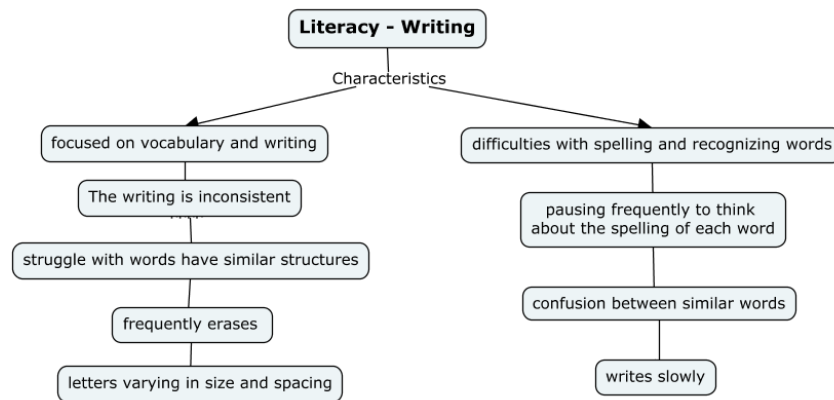 Literacy - Writing
Characteristics
focused on vocabulary and writing
The writing is inconsistent
struggle with words have similar structures
frequently erases
letters varying in size and spacing
difficulties with spelling and recognizing words
pausing frequently to think
about the spelling of each word
confusion between similar words
writes slowly